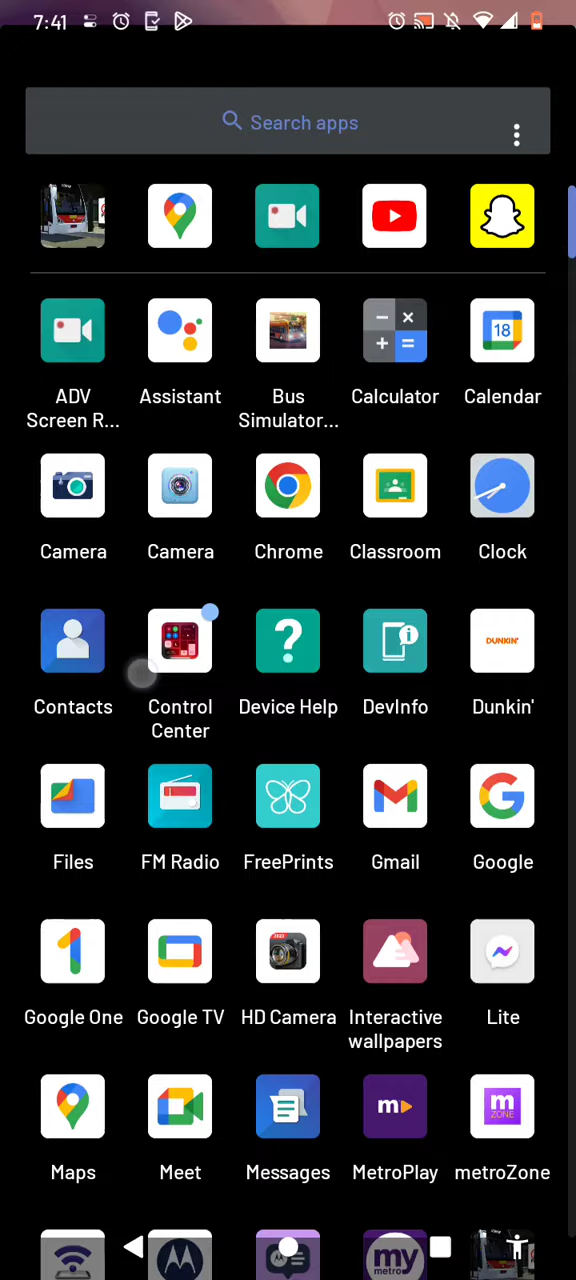 7:41
Search apps
ADV Screen R...
Assistant
Bus Simulator...
Calculator
18
Calendar
Camera
Camera
Chrome
Classroom
Clock
Contacts
Control Center
Device Help
DevInfo
DUNKIN'
Dunkin'
Files
FM Radio
FreePrints
Gmail
Google
Google One
Google TV
HD Camera
Interactive wallpapers
Lite
Maps
Meet
Messages
m
MetroPlay
m
ZONE
metroZone
my
metro